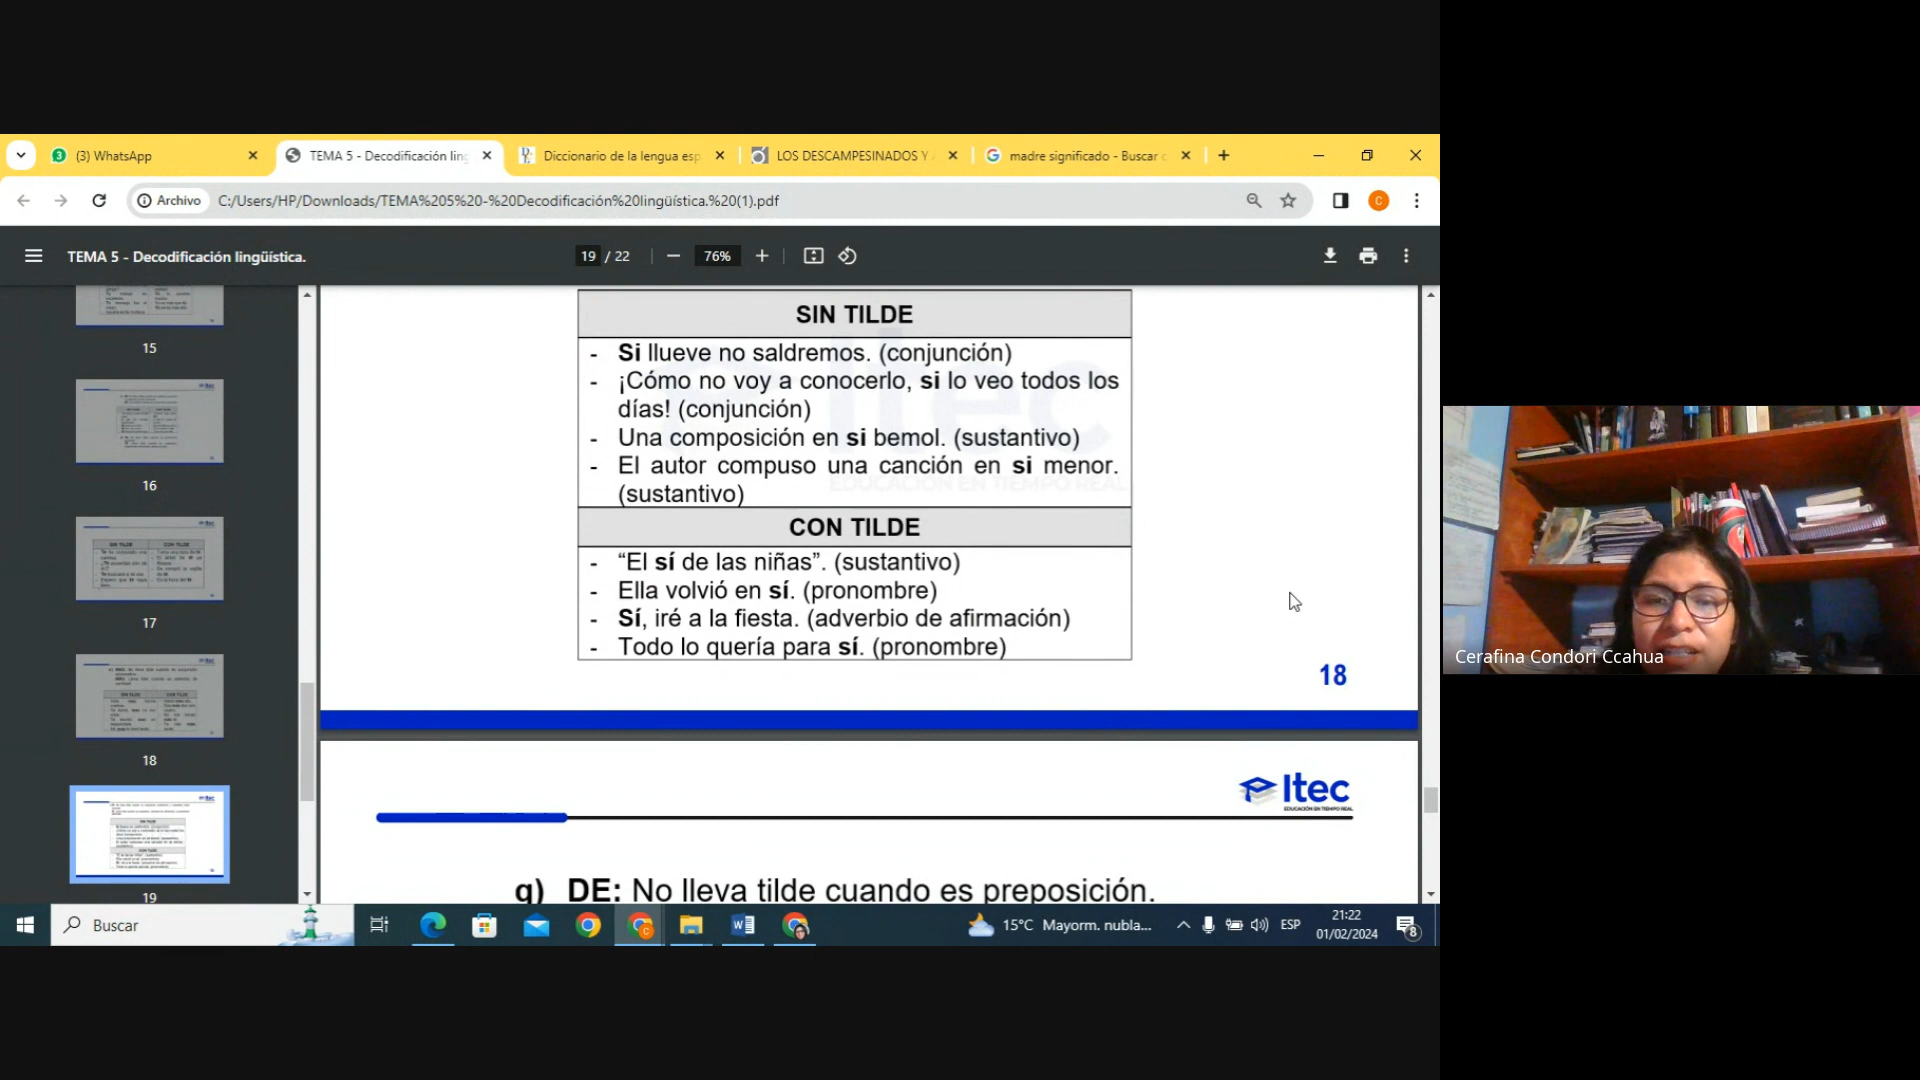 (3) WhatsApp
TEMA 5 - Decodificación ling
Diccionario de la lengua esp
LOS DESCAMPESINADOS Y
madre significado - Buscar
Archivo
C:/Users/HP/Downloads/TEMA%205%20-%20Decodificación%20lingüística.%20(1).pdf
TEMA 5 - Decodificación lingüística.
19 / 22
76%
15
16
17
18
19
SIN TILDE
- Si llueve no saldremos. (conjunción)
- ¡Cómo no voy a conocerlo, si lo veo todos los
días! (conjunción)
- Una composición en si bemol. (sustantivo)
- El autor compuso una canción en si menor.
(sustantivo)
CON TILDE
- “El sí de las niñas”. (sustantivo)
- Ella volvió en sí. (pronombre)
- Sí, iré a la fiesta. (adverbio de afirmación)
- Todo lo quería para sí. (pronombre)
18
Itec
EDUCACIÓN EN TIEMPO REAL
g) DE: No lleva tilde cuando es preposición.
Cerafina Condori Ccahua
Buscar
15°C Mayorm. nubla...
ESP
21:22
01/02/2024
8